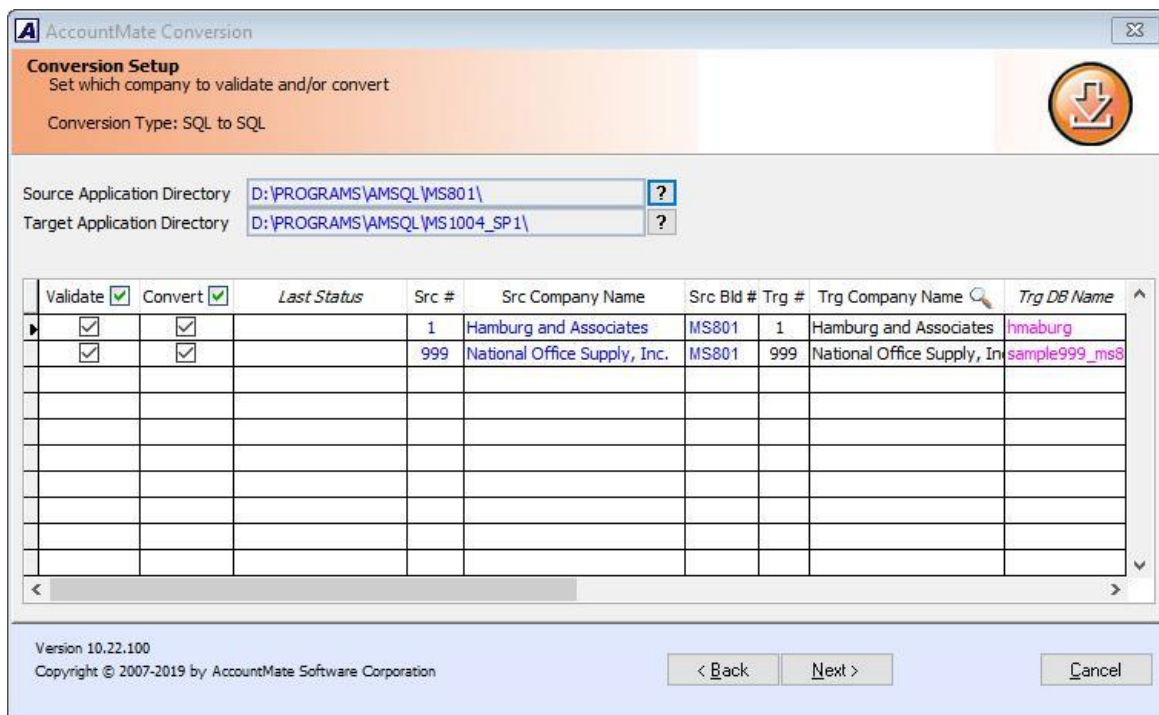 AccountMate Conversion
Conversion Setup
Set which company to validate and/or convert
Conversion Type: SQL to SQL
Source Application Directory D:\PROGRAMS\AMSQL\MS801\ ?
Target Application Directory D:\PROGRAMS\AMSQL\MS1004_SP1\ ?
Validate Convert Last Status Src # Src Company Name Src Bld # Trg # Trg Company Name Trg DB Name
1 Hamburg and Associates MS801 1 Hamburg and Associates hmaburg
999 National Office Supply, Inc. MS801 999 National Office Supply, In sample999_ms8
Version 10.22.100
Copyright © 2007-2019 by AccountMate Software Corporation
< Back Next > Cancel